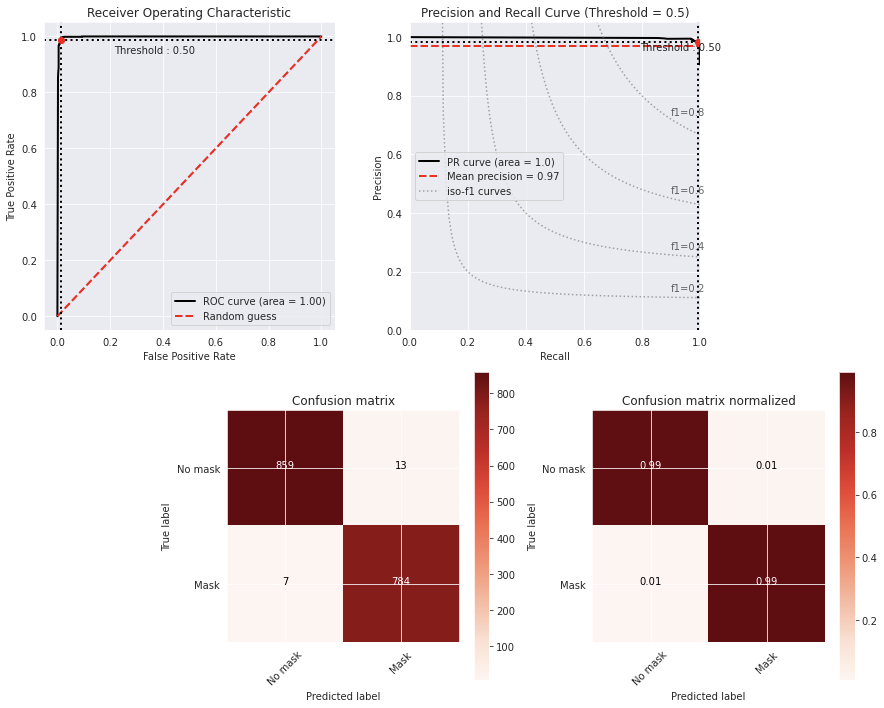 Receiver Operating Characteristic
True Positive Rate
1.0
0.8
0.6
0.4
0.2
0.0
Threshold : 0.50
ROC curve (area = 1.00)
Random guess
0.0 0.2 0.4 0.6 0.8 1.0
False Positive Rate
Precision and Recall Curve (Threshold = 0.5)
Precision
1.0
0.8
0.6
0.4
0.2
0.0
Threshold : 0.50
f1=0.8
f1=0.6
f1=0.4
f1=0.2
PR curve (area = 1.0)
Mean precision = 0.97
iso-f1 curves
0.0 0.2 0.4 0.6 0.8 1.0
Recall
Confusion matrix
True label
No mask
Mask
859 13
7 784
No mask Mask
Predicted label
800
700
600
500
400
300
200
100
Confusion matrix normalized
True label
No mask
Mask
0.99 0.01
0.01 0.99
No mask Mask
Predicted label
0.8
0.6
0.4
0.2